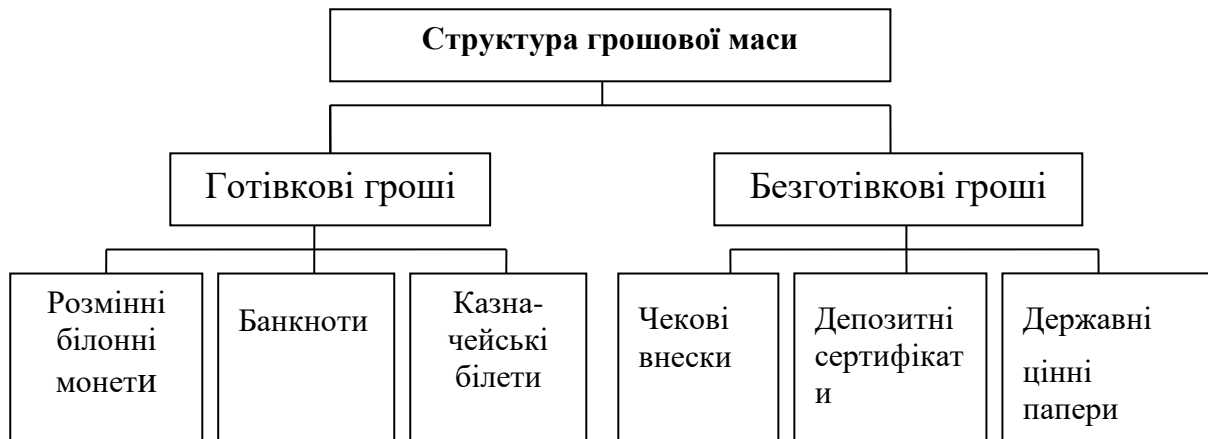 Структура грошової маси
Готівкові гроші
Безготівкові гроші
Розмінні
білонні
монети
Банкноти
Казна-
чейські
білети
Чекові
внески
Депозитні
сертифікат
и
Державні
цінні
папери